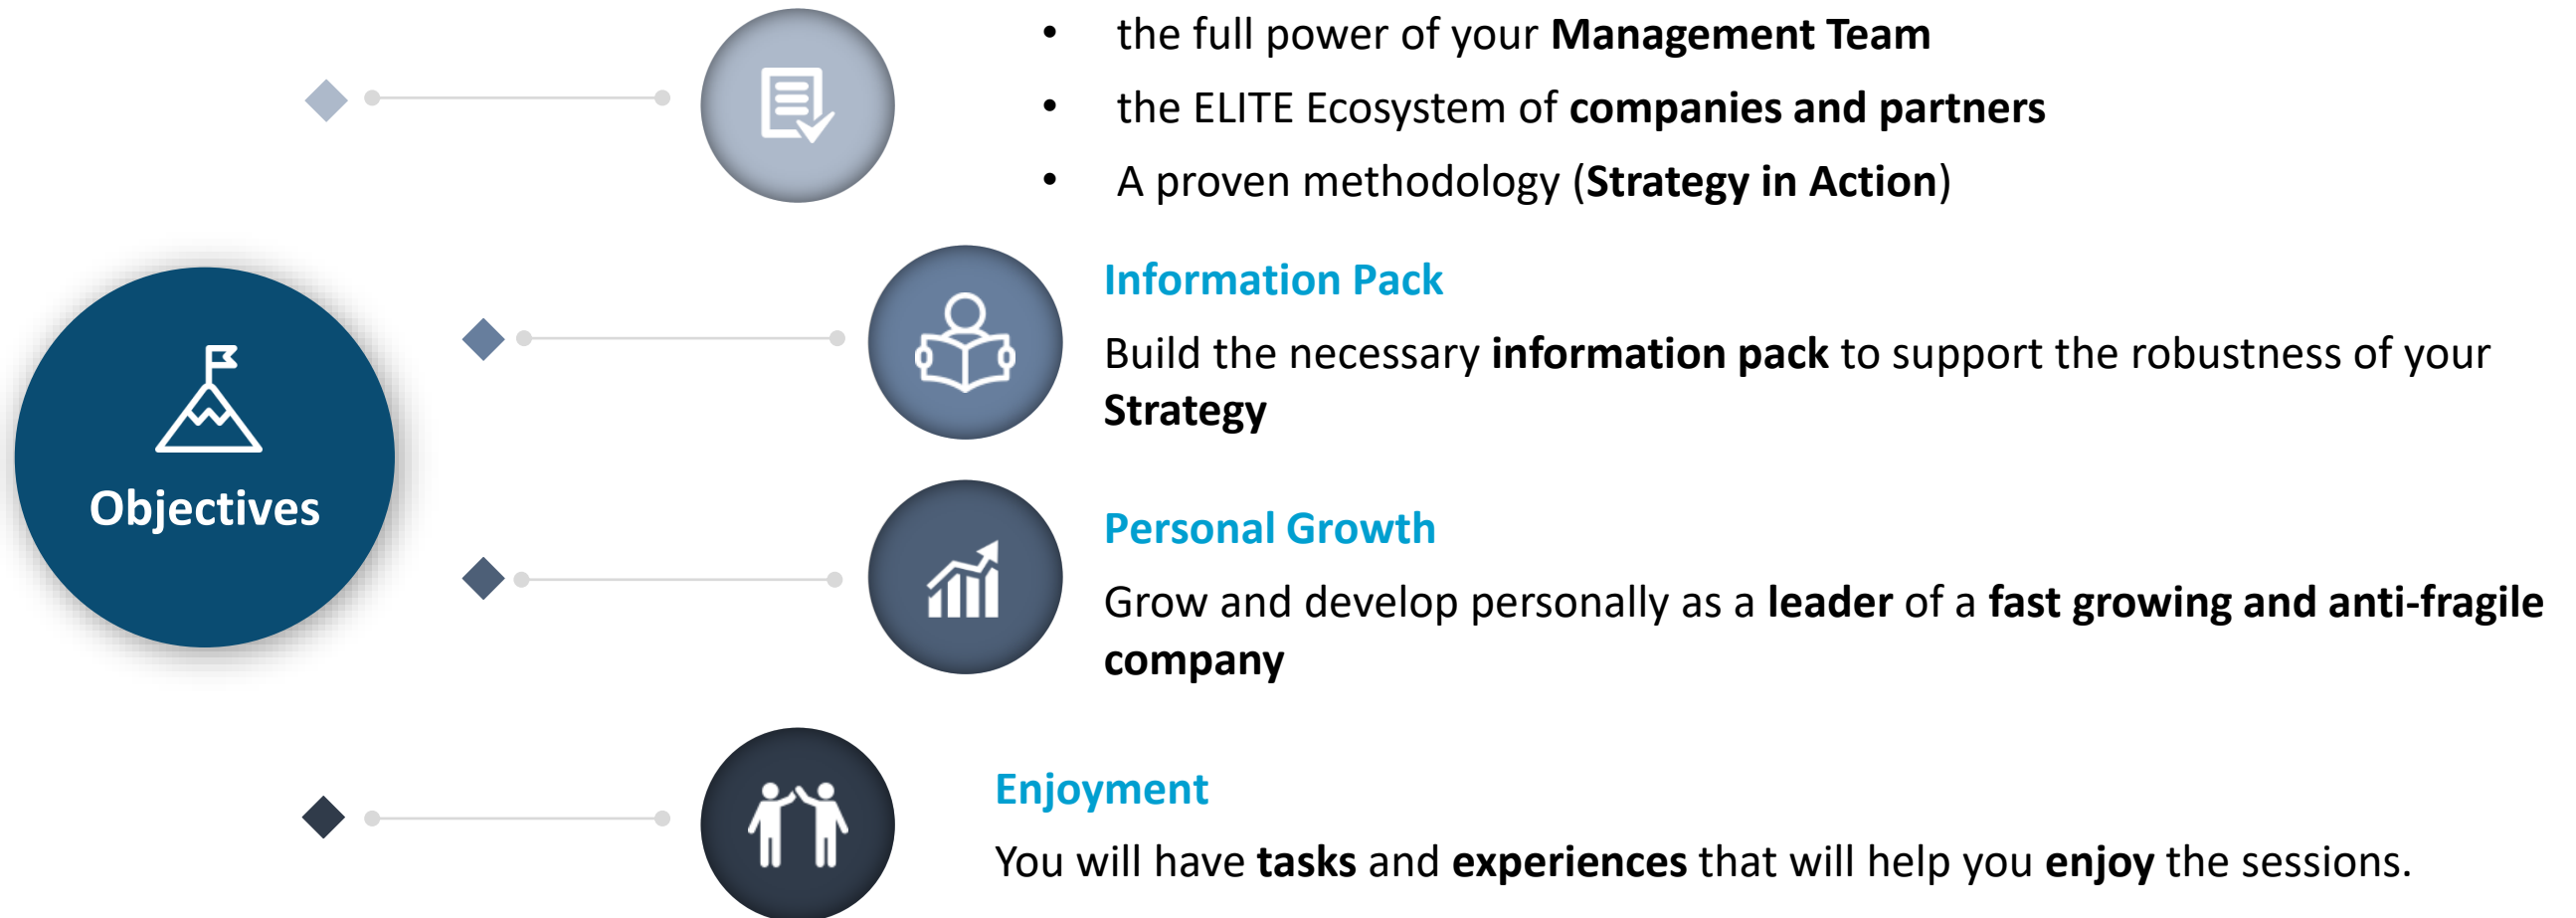 • the full power of your Management Team
• the ELITE Ecosystem of companies and partners
• A proven methodology (Strategy in Action)
Information Pack
Build the necessary information pack to support the robustness of your
Strategy
Objectives
Personal Growth
Grow and develop personally as a leader of a fast growing and anti-fragile
company
Enjoyment
You will have tasks and experiences that will help you enjoy the sessions.